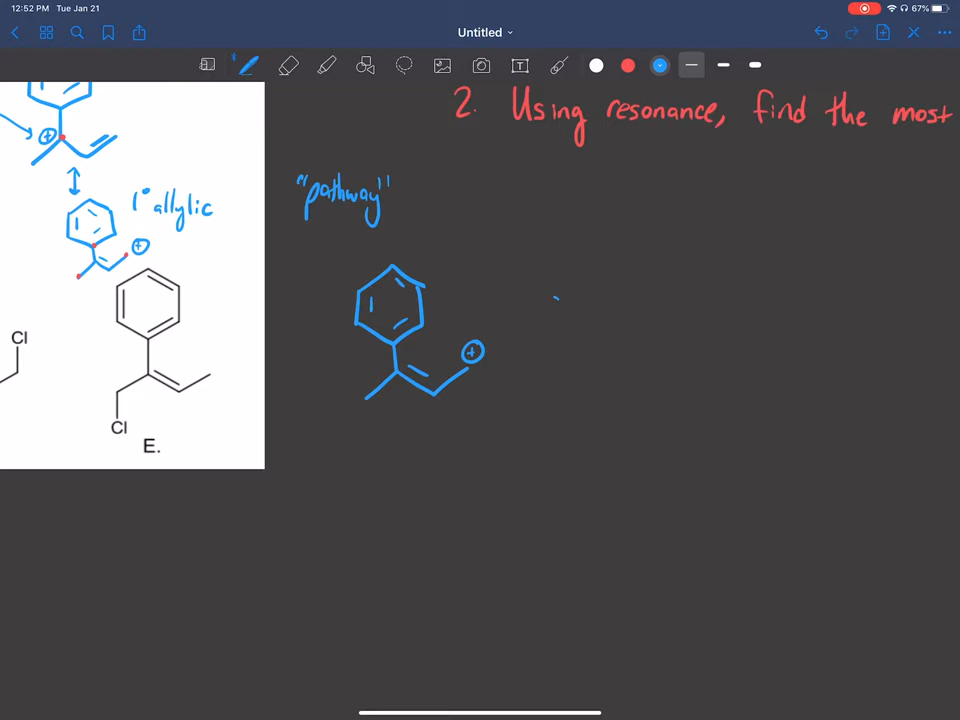 12:52 PM Tue Jan 21
67%
Untitled
2. Using resonance, find the most
"pathway"
1° allylic
+
+
+
Cl
Cl
E.